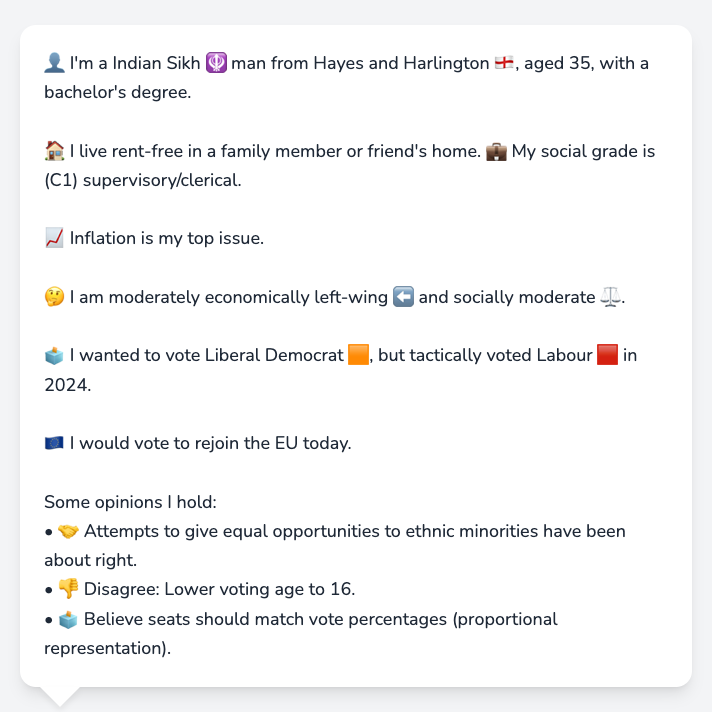 👤 I'm a Indian Sikh 🪯 man from Hayes and Harlington 🏴󠁧󠁢󠁥󠁮󠁧󠁿, aged 35, with a
bachelor's degree.
🏠 I live rent-free in a family member or friend's home. 💼 My social grade is
(C1) supervisory/clerical.
📈 Inflation is my top issue.
🤔 I am moderately economically left-wing ⬅️ and socially moderate ⚖️.
🗳️ I wanted to vote Liberal Democrat 🟧, but tactically voted Labour 🟥 in
2024.
🇪🇺 I would vote to rejoin the EU today.
Some opinions I hold:
• 🤝 Attempts to give equal opportunities to ethnic minorities have been
about right.
• 👎 Disagree: Lower voting age to 16.
• 🗳️ Believe seats should match vote percentages (proportional
representation).